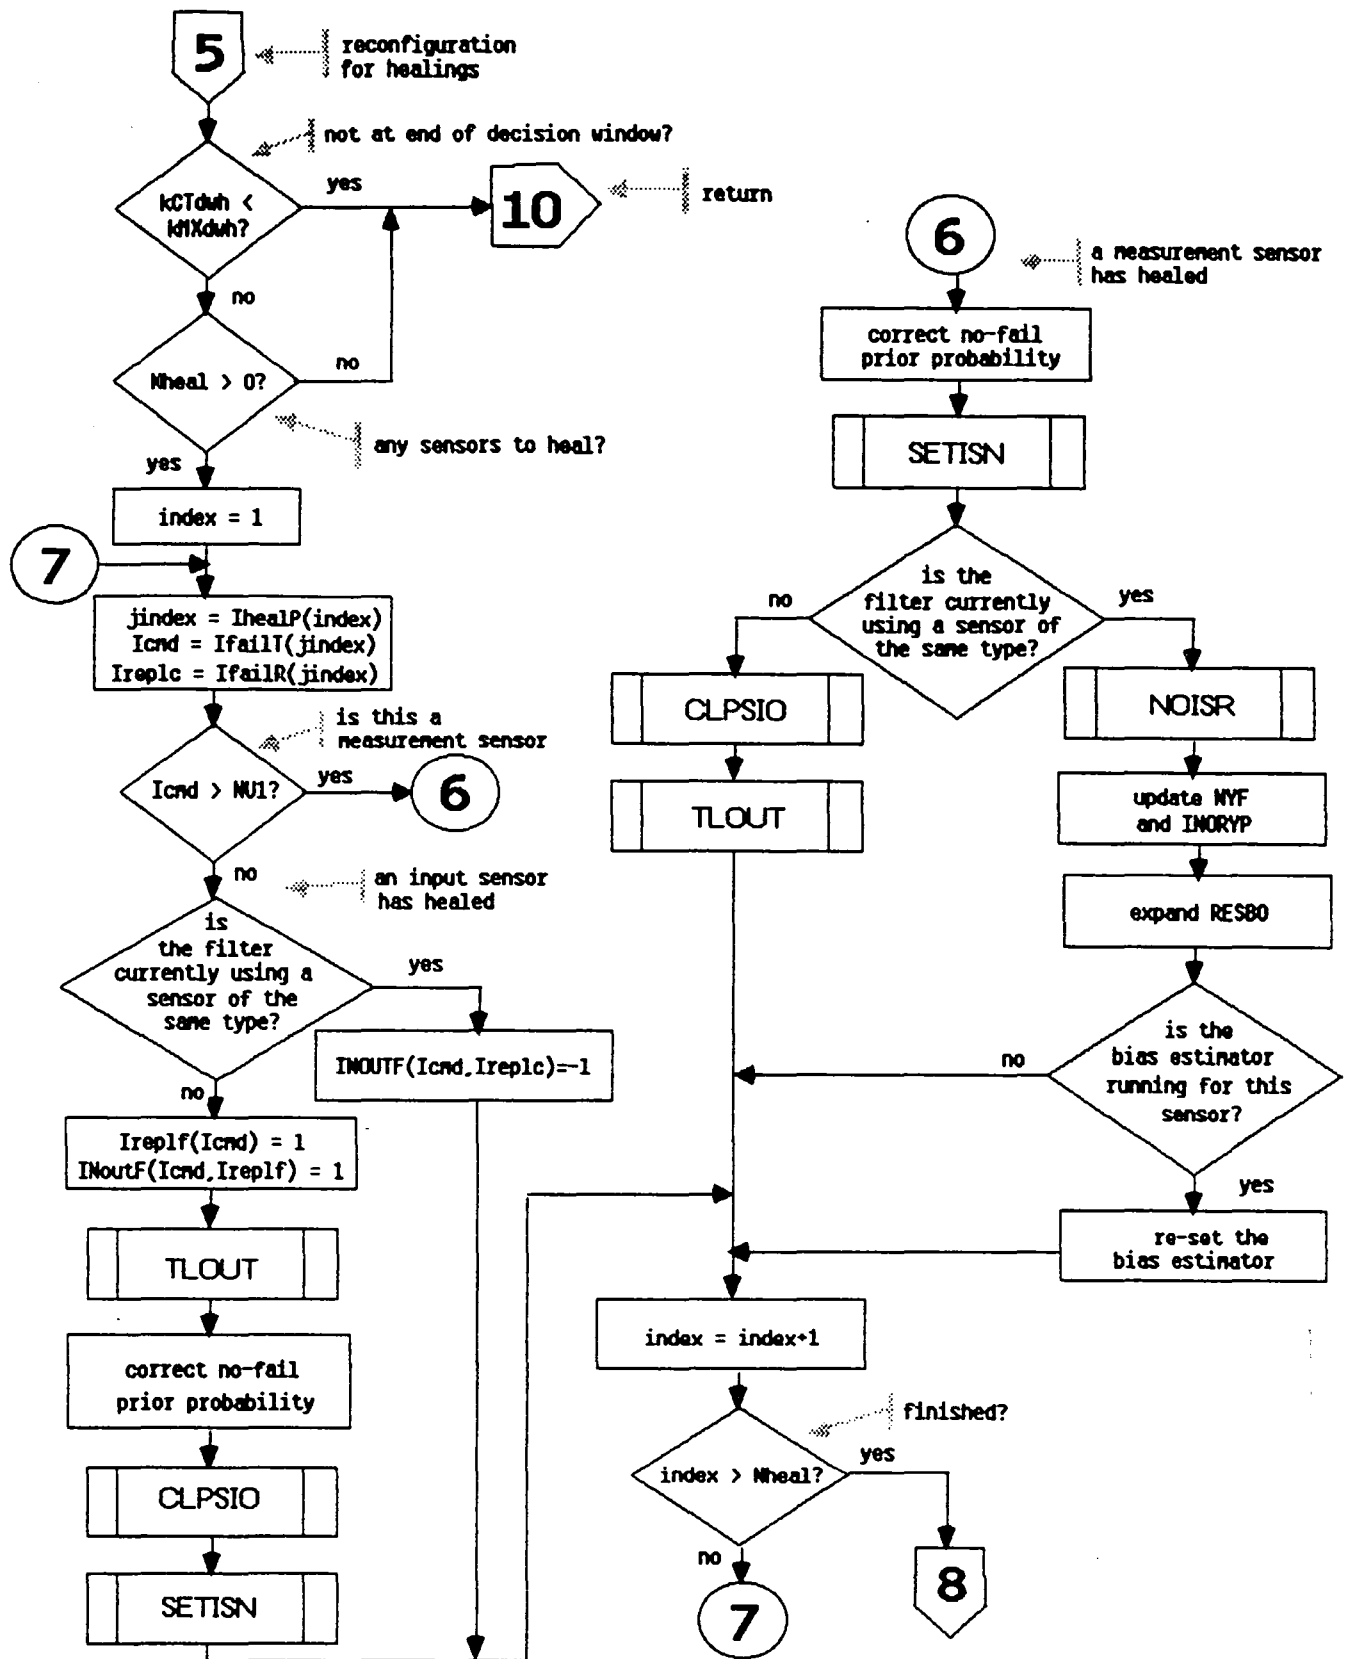 5
reconfiguration
for healings
not at end of decision window?
kCTdwh <
kMXdwh?
yes
10
return
no
Nheal > 0?
no
any sensors to heal?
yes
index = 1
7
jindex = IhealP(index)
Icmd = IfailT(jindex)
Ireplc = IfailR(jindex)
is this a
measurement sensor
Icmd > NU1?
yes
6
no
an input sensor
has healed
is
the filter
currently using a
sensor of the
same type?
yes
INOUTF(Icmd,Ireplc)=-1
no
Ireplf(Icmd) = 1
INoutF(Icmd,Ireplf) = 1
TLOUT
correct no-fail
prior probability
CLPSIO
SETISN
6
a measurement sensor
has healed
correct no-fail
prior probability
SETISN
is the
filter currently
using a sensor of
the same type?
no
yes
CLPSIO
TLOUT
NOISR
update NYF
and INORYP
expand RESBO
is the
bias estimator
running for this
sensor?
no
yes
re-set the
bias estimator
index = index+1
finished?
index > Nheal?
yes
no
7
8